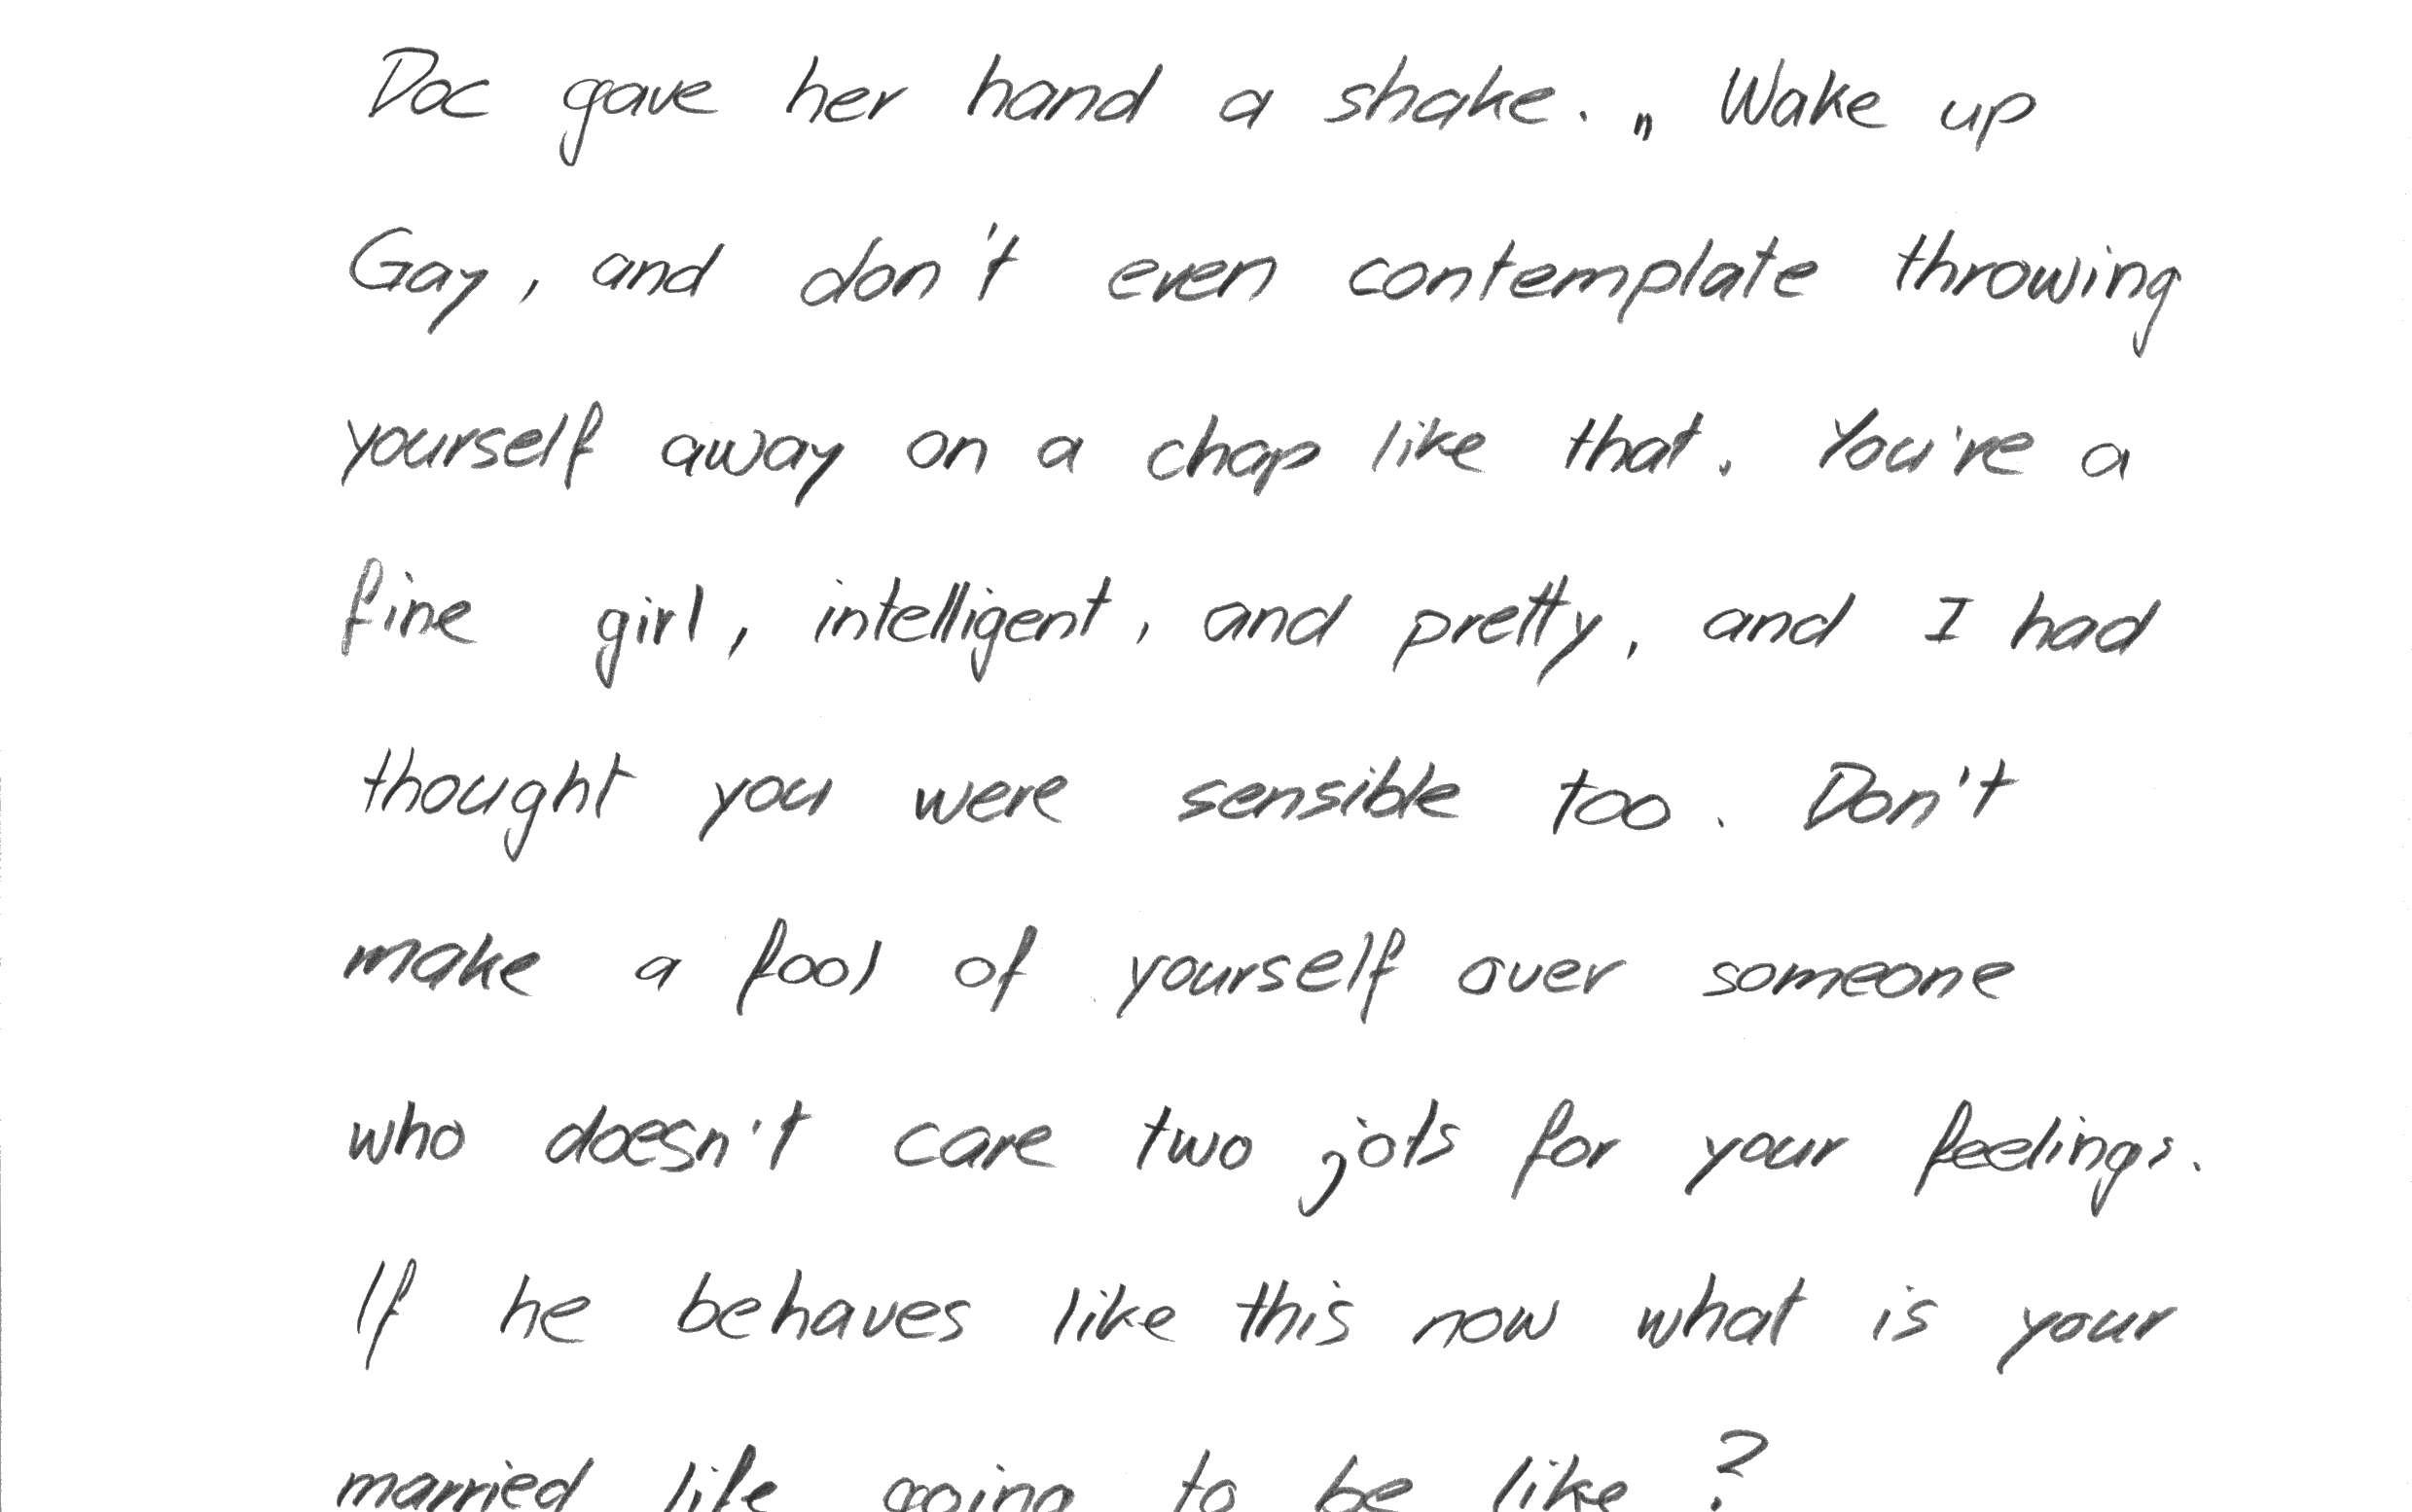 Doc gave her hand a shake. „ Wake up
Gay, and don't even contemplate throwing
yourself away on a chap like that. You're a
fine girl, intelligent, and pretty, and I had
thought you were sensible too. Don't
make a fool of yourself over someone
who doesn't care two jots for your feelings.
If he behaves like this now what is your
married life going to be like?